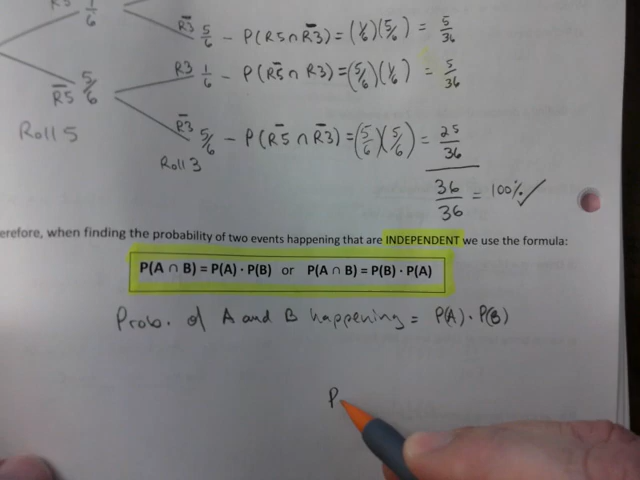 R5 1/6
R̅3̅ 5/6 – P(R5 ∩ R̅3̅) = (1/6)(5/6) = 5/36
R3 1/6 – P(R̅5̅ ∩ R3) = (5/6)(1/6) = 5/36
R̅5̅ 5/6
R̅3̅ 5/6 – P(R̅5̅ ∩ R̅3̅) = (5/6)(5/6) = 25/36
Roll 5
Roll 3
36/36 = 100% ✓
erefore, when finding the probability of two events happening that are INDEPENDENT we use the formula:
P(A ∩ B) = P(A) · P(B) or P(A ∩ B) = P(B) · P(A)
Prob. of A and B happening = P(A) · P(B)
P